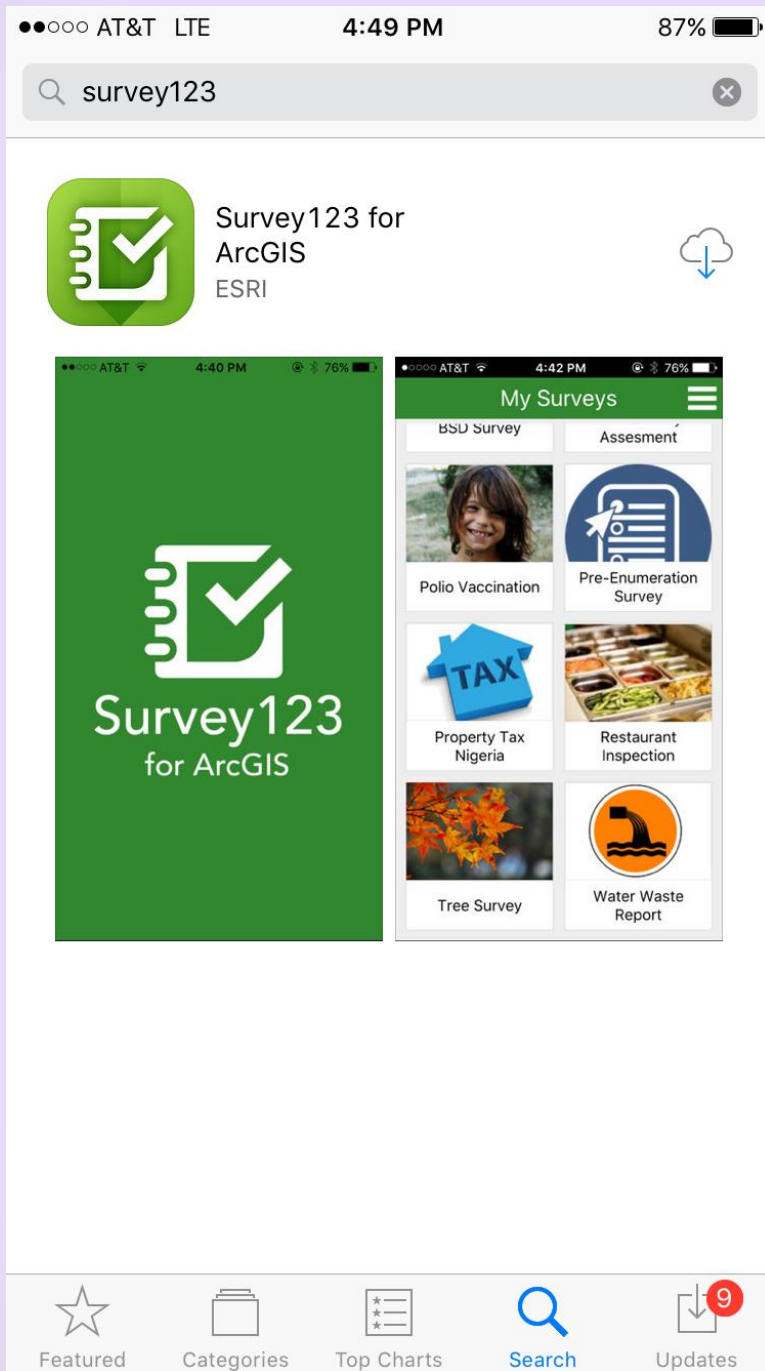 AT&T LTE 4:49 PM 87%
survey123
Survey123 for
ArcGIS
ESRI
AT&T 4:40 PM 76%
Survey123
for ArcGIS
AT&T 4:42 PM 76%
My Surveys
BSD Survey
Assesment
Polio Vaccination
Pre-Enumeration
Survey
TAX
Property Tax
Nigeria
Restaurant
Inspection
Tree Survey
Water Waste
Report
9
Featured Categories Top Charts Search Updates